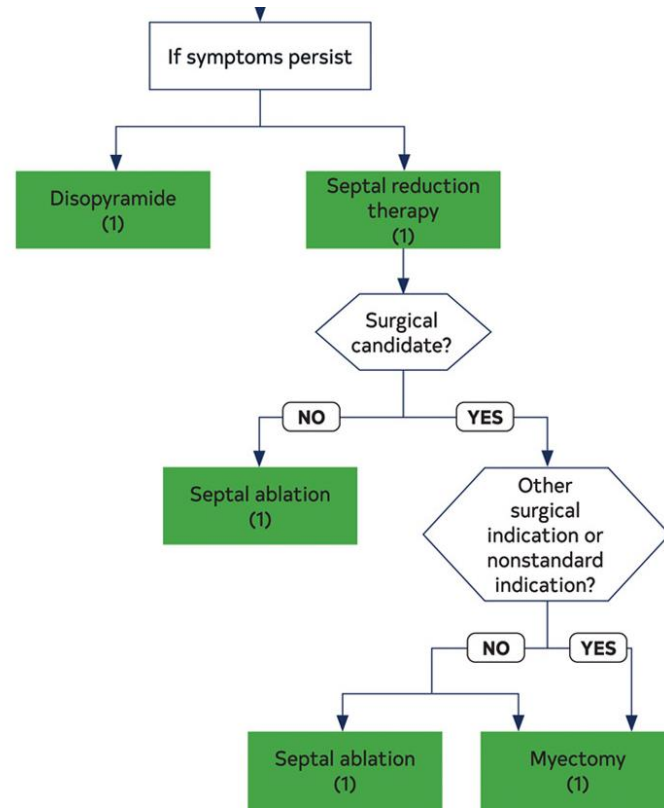 If symptoms persist
Disopyramide
(1)
Septal reduction
therapy
(1)
Surgical
candidate?
NO
YES
Septal ablation
(1)
Other
surgical
indication or
nonstandard
indication?
NO
YES
Septal ablation
(1)
Myectomy
(1)